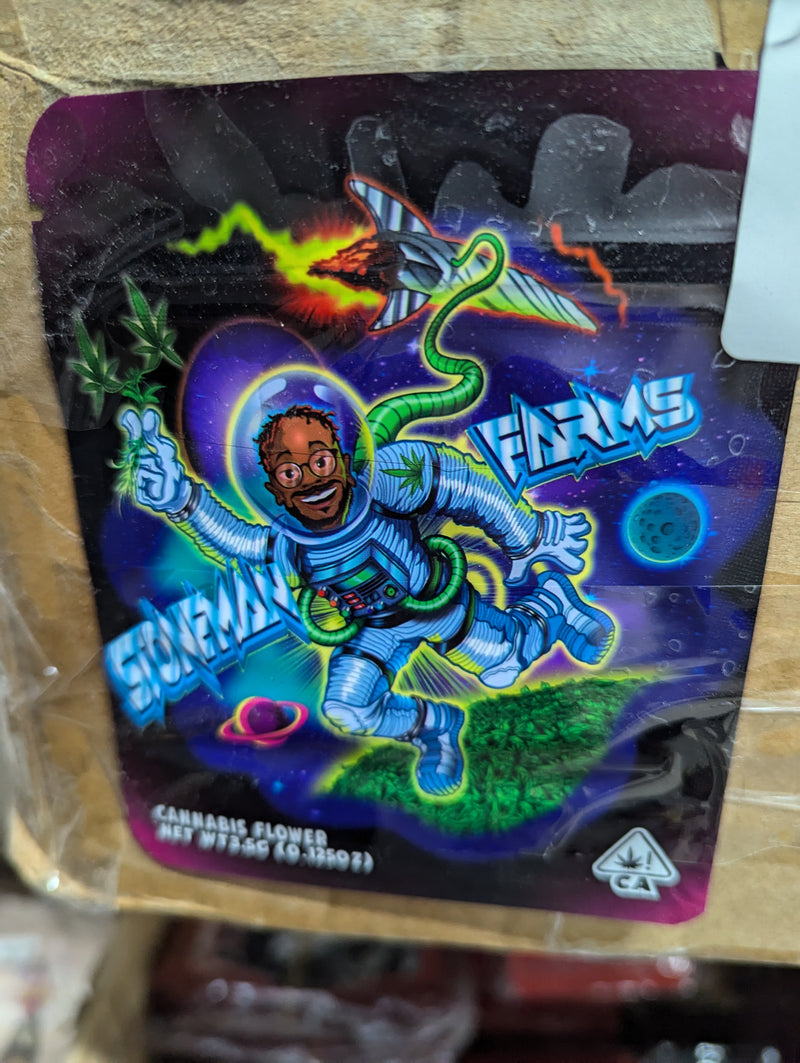 FARMS
STONEMAN
CANNABIS FLOWER
NET WT 3.5G (0.125OZ)
!
CA